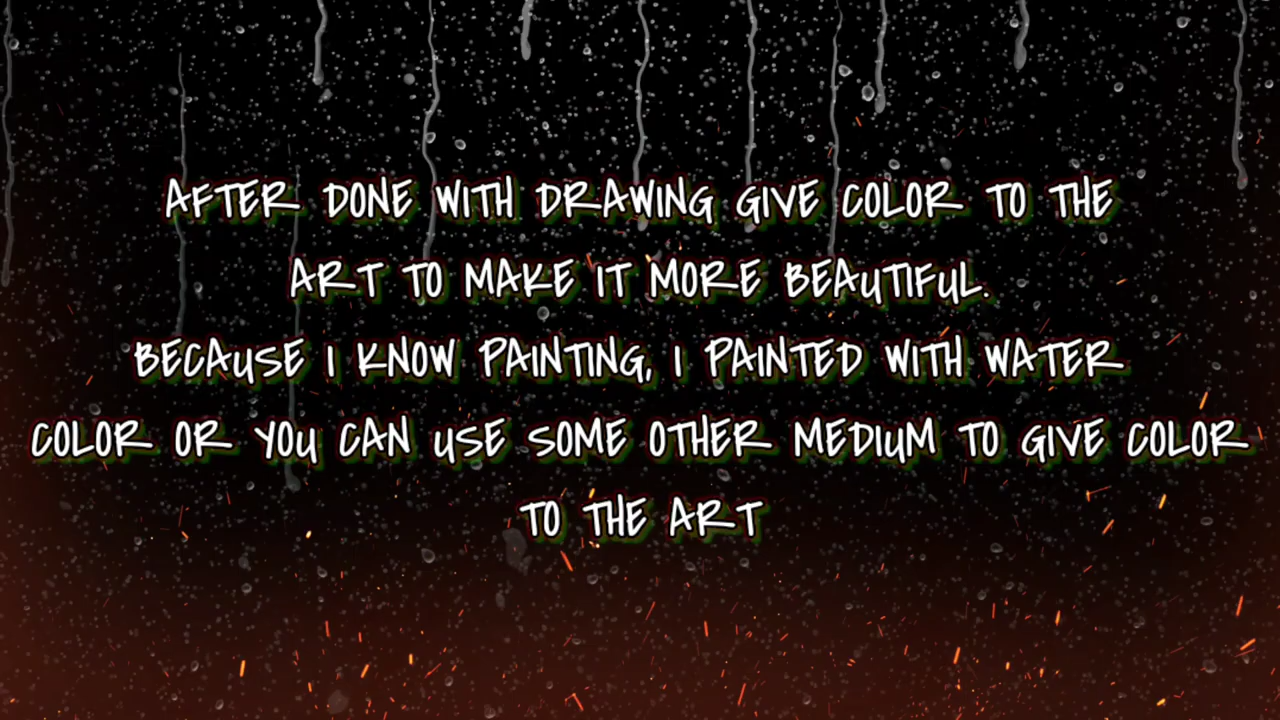 AFTER DONE WITH DRAWING GIVE COLOR TO THE
ART TO MAKE IT MORE BEAUTIFUL.
BECAUSE I KNOW PAINTING, I PAINTED WITH WATER
COLOR OR YOU CAN USE SOME OTHER MEDIUM TO GIVE COLOR
TO THE ART